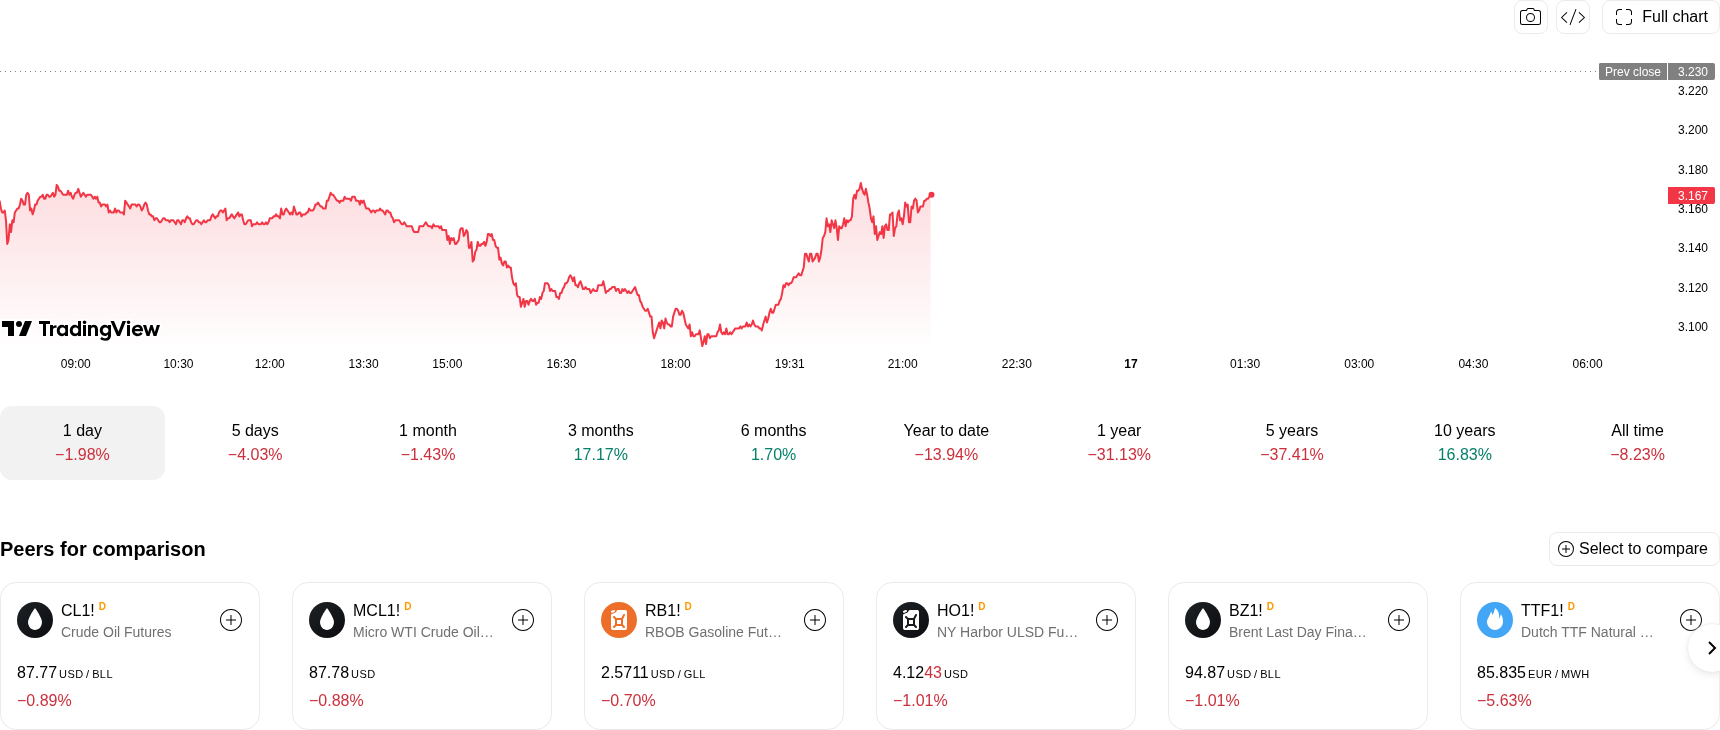 Full chart
Prev close 3.230
3.220
3.200
3.180
3.167
3.160
3.140
3.120
3.100
TradingView
09:00 10:30 12:00 13:30 15:00 16:30 18:00 19:31 21:00 22:30 17 01:30 03:00 04:30 06:00
1 day 5 days 1 month 3 months 6 months Year to date 1 year 5 years 10 years All time
−1.98% −4.03% −1.43% 17.17% 1.70% −13.94% −31.13% −37.41% 16.83% −8.23%
Peers for comparison
Select to compare
CL1! D
Crude Oil Futures
87.77 USD / BLL
−0.89%
MCL1! D
Micro WTI Crude Oil…
87.78 USD
−0.88%
RB1! D
RBOB Gasoline Fut…
2.5711 USD / GLL
−0.70%
HO1! D
NY Harbor ULSD Fu…
4.1243 USD
−1.01%
BZ1! D
Brent Last Day Fina…
94.87 USD / BLL
−1.01%
TTF1! D
Dutch TTF Natural …
85.835 EUR / MWH
−5.63%